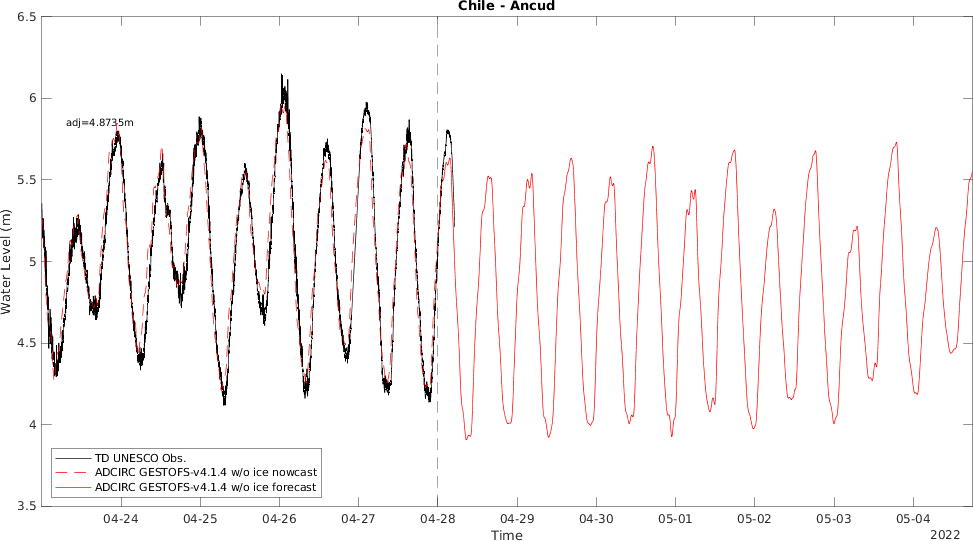 Chile - Ancud
6.5
6
5.5
5
4.5
4
3.5
Water Level (m)
adj=4.8735m
TD UNESCO Obs.
ADCIRC GESTOFS-v4.1.4 w/o ice nowcast
ADCIRC GESTOFS-v4.1.4 w/o ice forecast
04-24 04-25 04-26 04-27 04-28 04-29 04-30 05-01 05-02 05-03 05-04
2022
Time